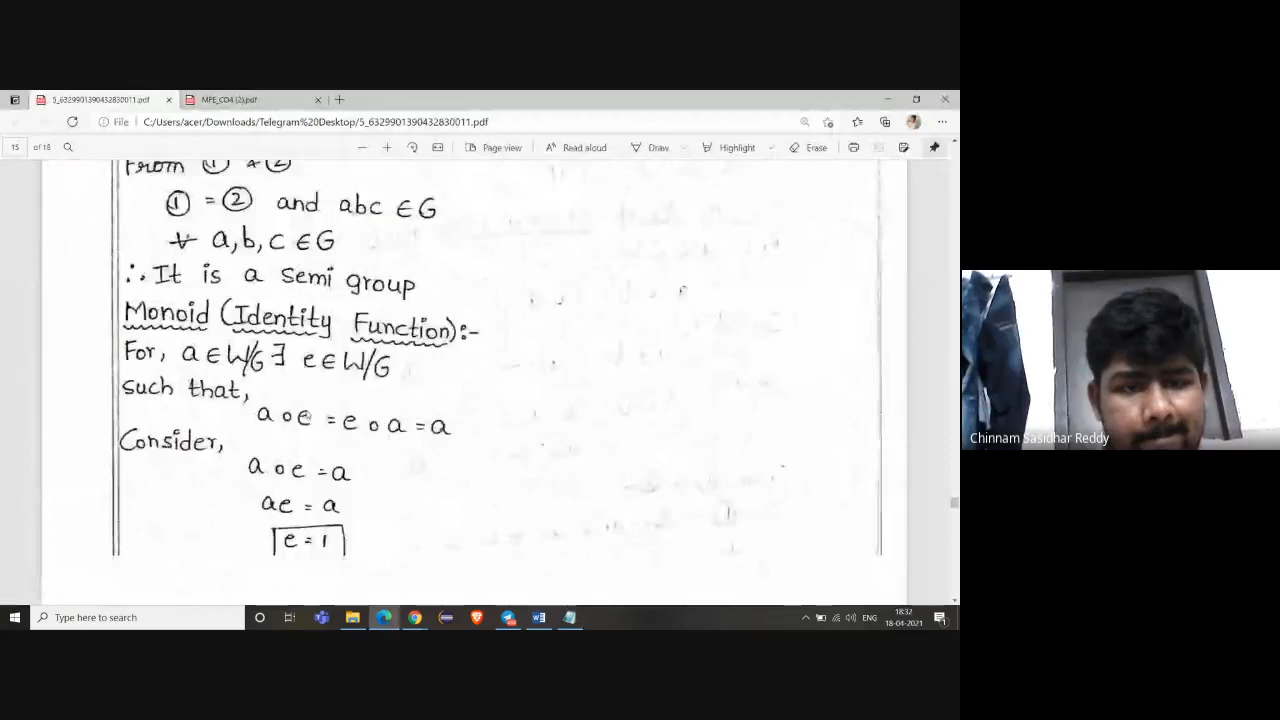 5_6329901390432830011.pdf
MFE_CO4 (2).pdf
File C:/Users/acer/Downloads/Telegram%20Desktop/5_6329901390432830011.pdf
15 of 18 Page view Read aloud Draw Highlight Erase
From ① & ②
① = ② and abc ∈ G
∀ a, b, c ∈ G
∴ It is a semi group
Monoid (Identity Function):-
For, a ∈ W/G ∃ e ∈ W/G
such that,
a o e = e o a = a
Consider,
a o e = a
ae = a
e = 1
Chinnam Sasidhar Reddy
Type here to search
ENG
18:32
18-04-2021